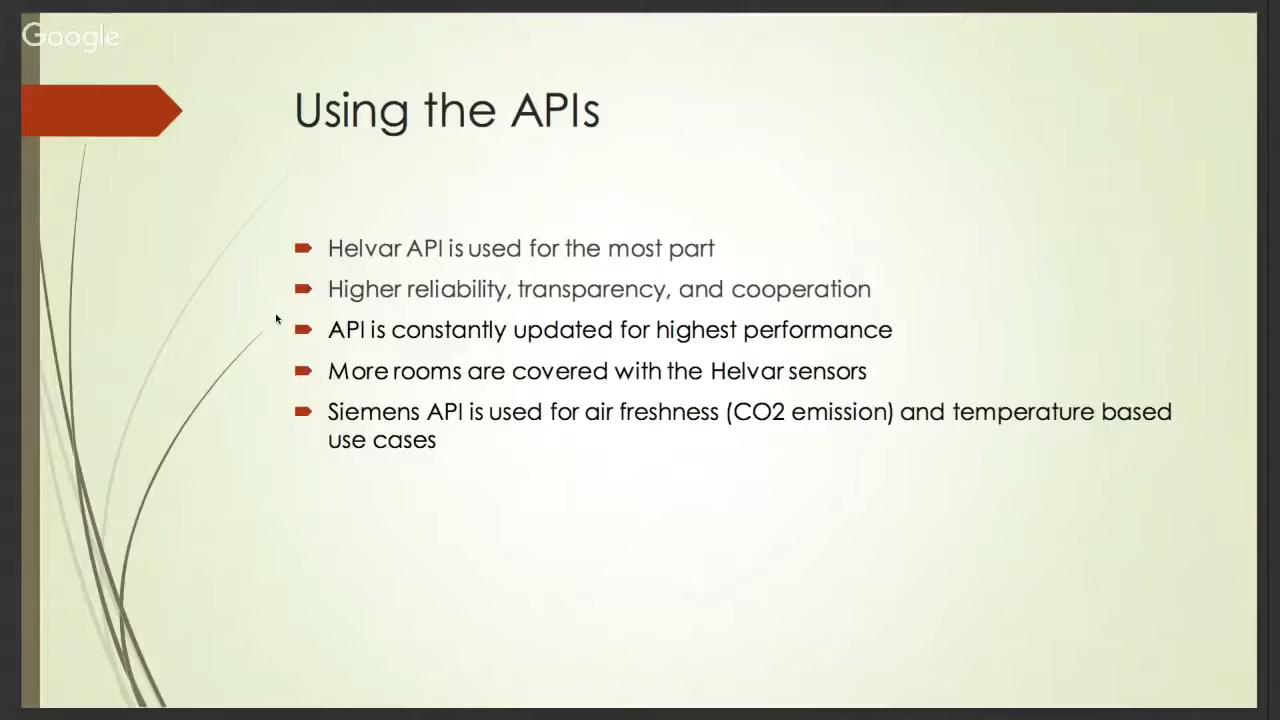 Google
Using the APIs
Helvar API is used for the most part
Higher reliability, transparency, and cooperation
API is constantly updated for highest performance
More rooms are covered with the Helvar sensors
Siemens API is used for air freshness (CO2 emission) and temperature based
use cases